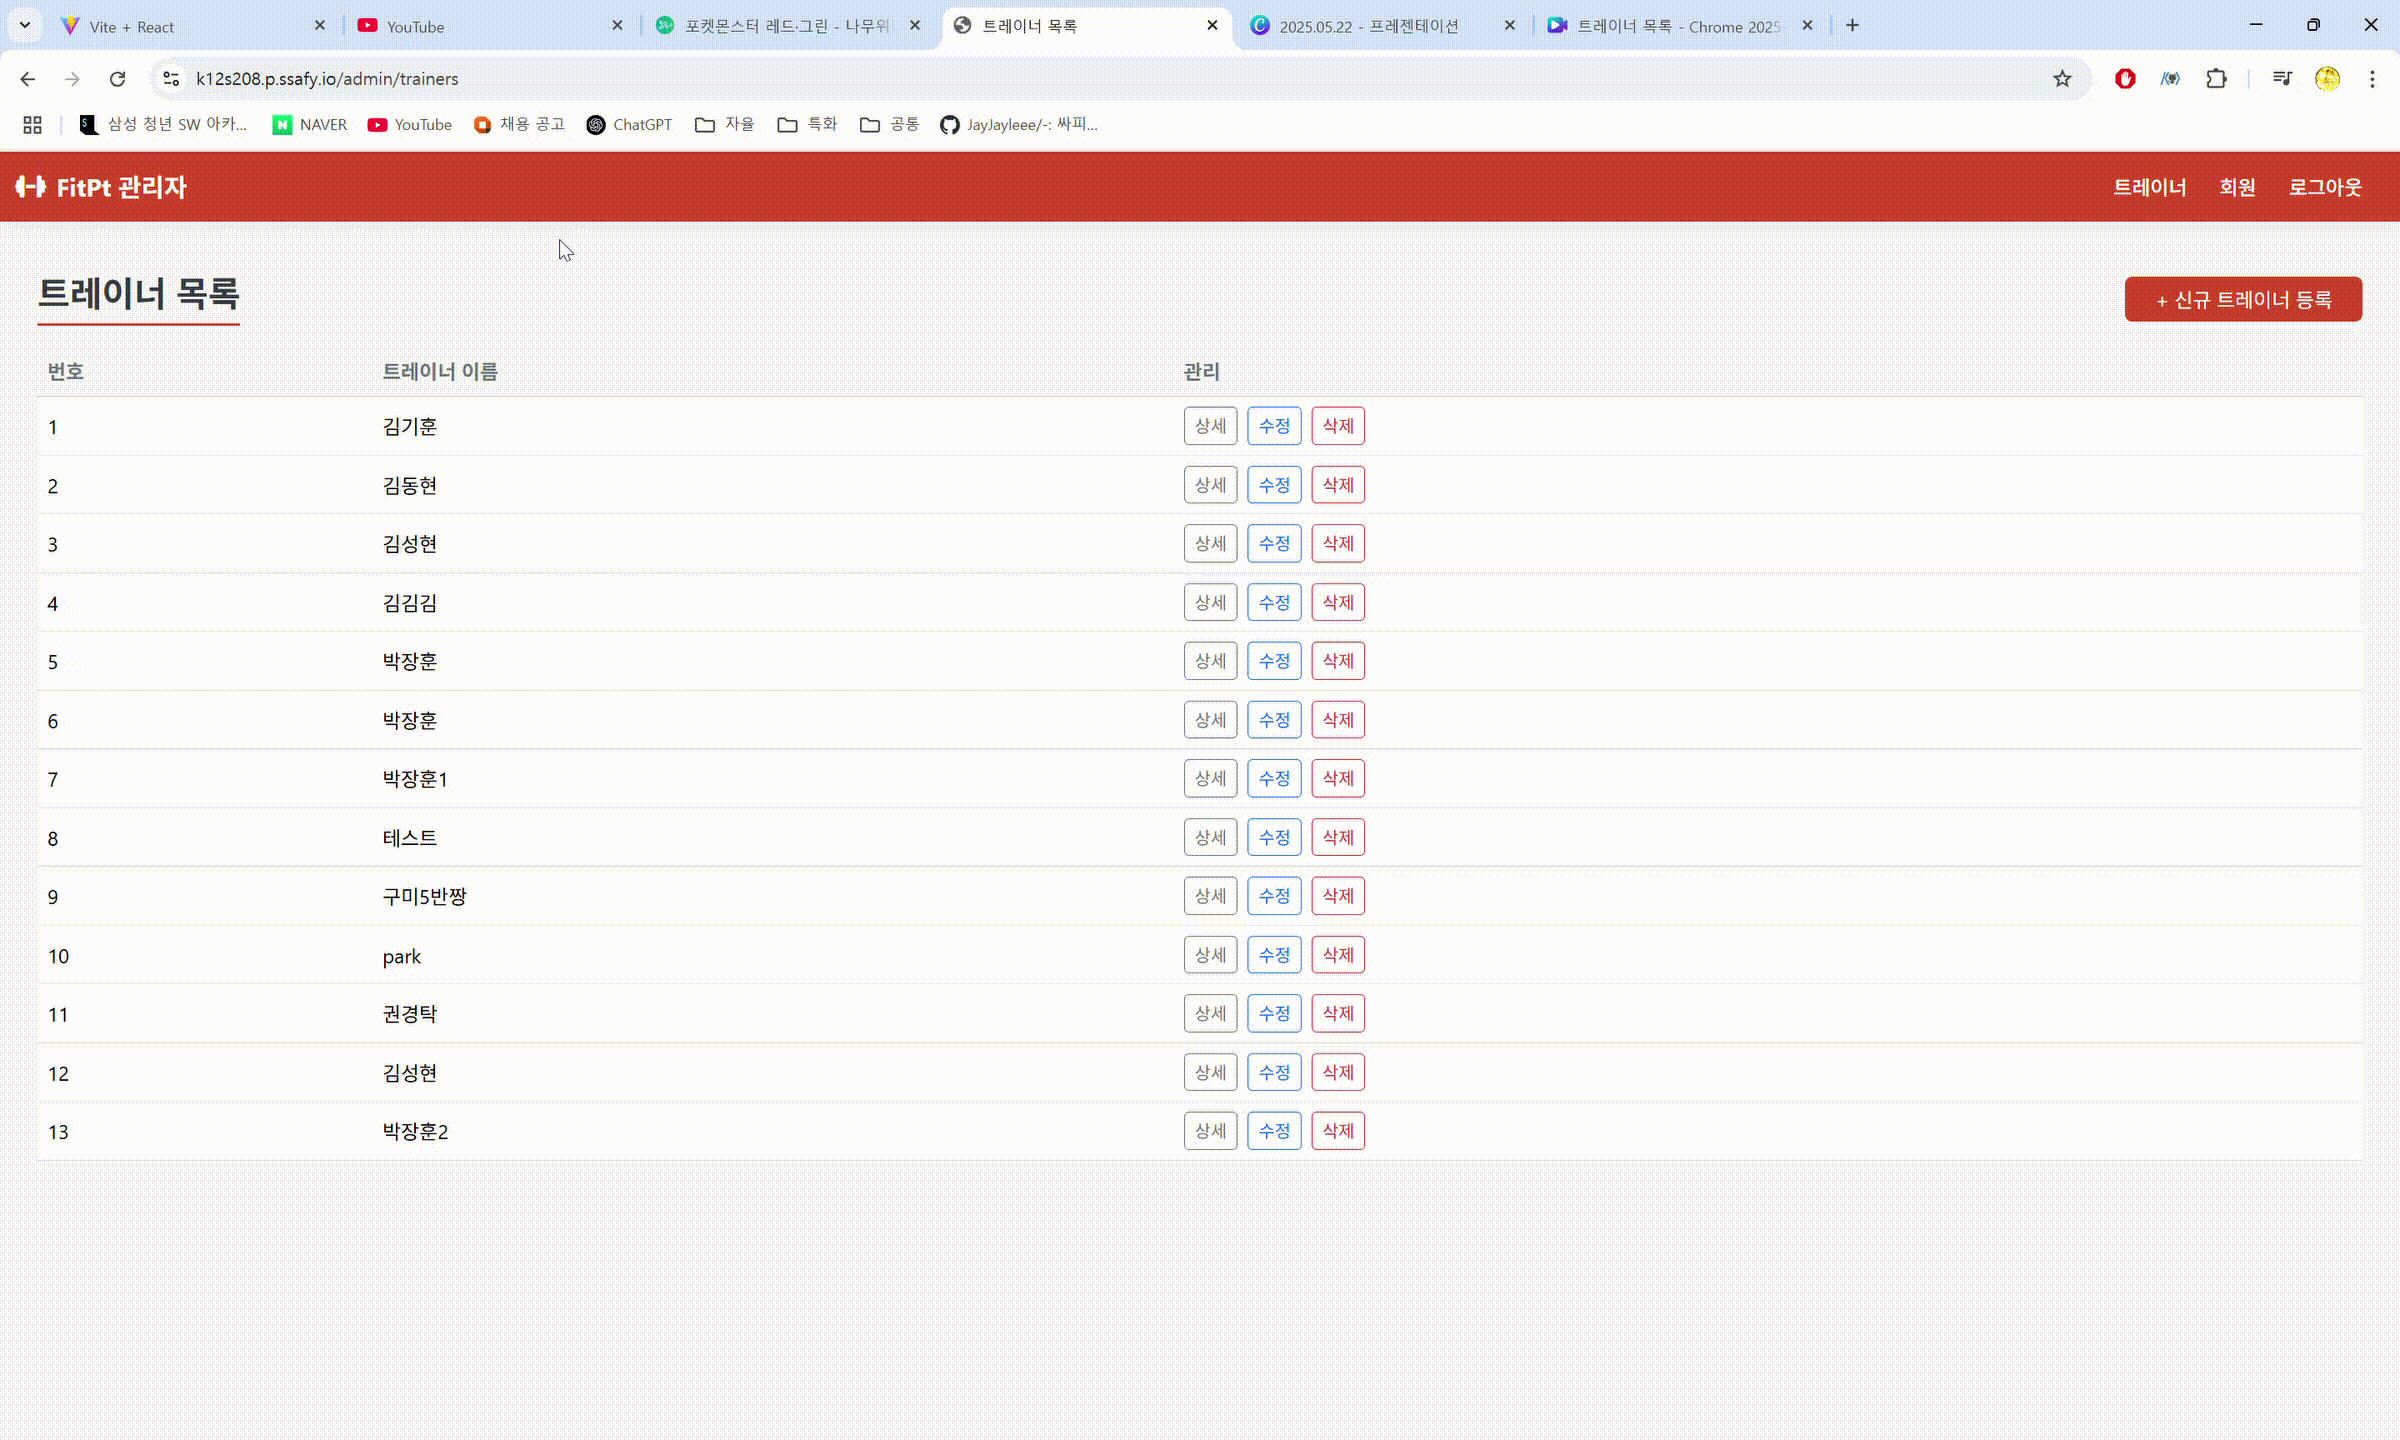 Vite + React
YouTube
포켓몬스터 레드·그린 - 나무위
트레이너 목록
2025.05.22 - 프레젠테이션
트레이너 목록 - Chrome 2025-
k12s208.p.ssafy.io/admin/trainers
삼성 청년 SW 아카...
NAVER
YouTube
채용 공고
ChatGPT
자율
특화
공통
JayJayleee/-: 싸피...
FitPt 관리자
트레이너 회원 로그아웃
트레이너 목록
+ 신규 트레이너 등록
번호 트레이너 이름 관리
1 김기훈 상세 수정 삭제
2 김동현 상세 수정 삭제
3 김성현 상세 수정 삭제
4 김김김 상세 수정 삭제
5 박장훈 상세 수정 삭제
6 박장훈 상세 수정 삭제
7 박장훈1 상세 수정 삭제
8 테스트 상세 수정 삭제
9 구미5반짱 상세 수정 삭제
10 park 상세 수정 삭제
11 권경탁 상세 수정 삭제
12 김성현 상세 수정 삭제
13 박장훈2 상세 수정 삭제